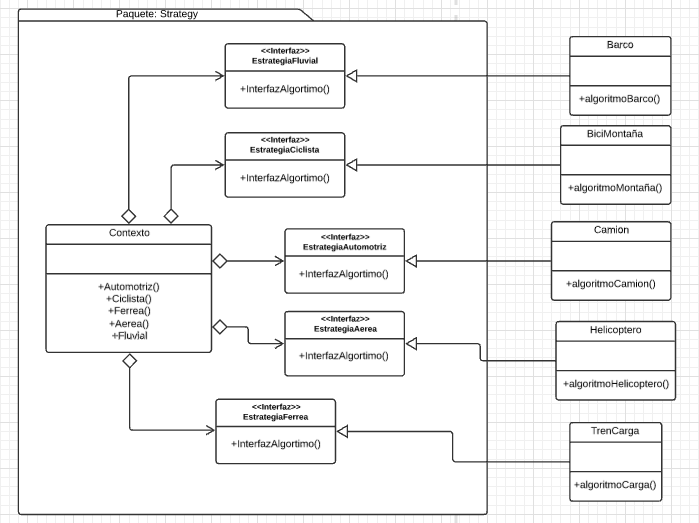 Paquete: Strategy
<<Interfaz>>
EstrategiaFluvial
+InterfazAlgortimo()
Barco
+algoritmoBarco()
<<Interfaz>>
EstrategiaCiclista
+InterfazAlgortimo()
BiciMontaña
+algoritmoMontaña()
Contexto
+Automotriz()
+Ciclista()
+Ferrea()
+Aerea()
+Fluvial
<<Interfaz>>
EstrategiaAutomotriz
+InterfazAlgortimo()
Camion
+algoritmoCamion()
<<Interfaz>>
EstrategiaAerea
+InterfazAlgortimo()
Helicoptero
+algoritmoHelicoptero()
<<Interfaz>>
EstrategiaFerrea
+InterfazAlgortimo()
TrenCarga
+algoritmoCarga()